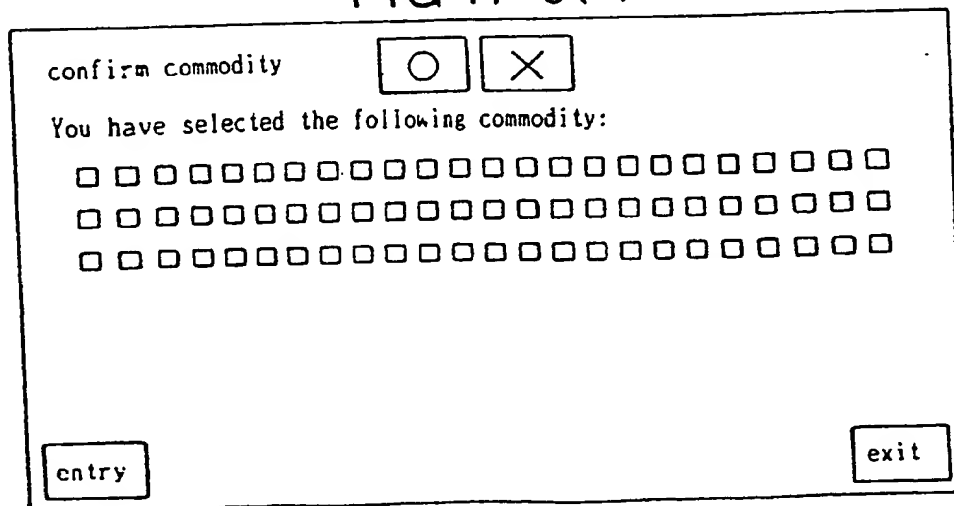 confirm commodity ○ ×
You have selected the following commodity:
□□□□□□□□□□□□□□□□□□□□□□□□
□□□□□□□□□□□□□□□□□□□□□□□□
□□□□□□□□□□□□□□□□□□□□□□□□
entry exit